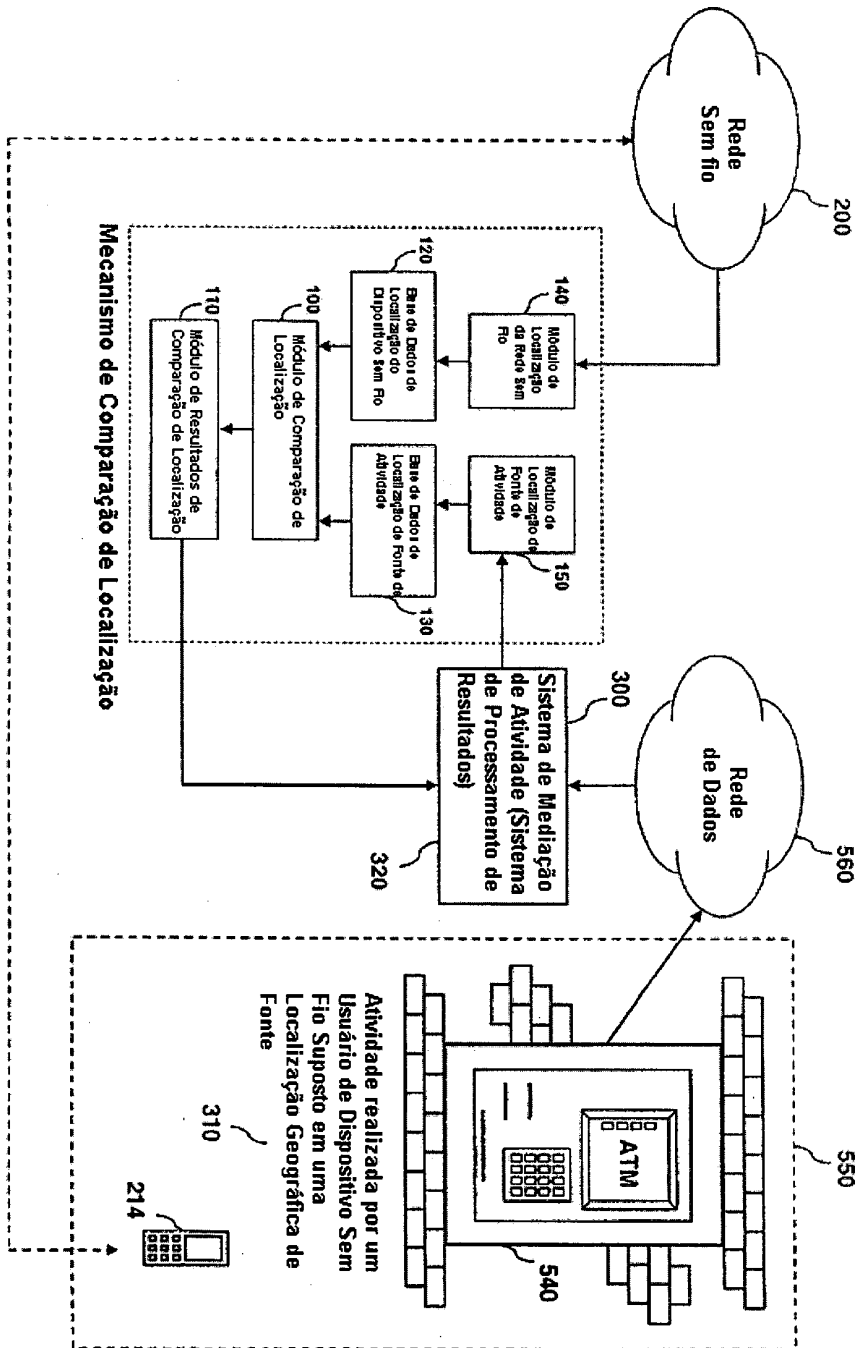 Rede
Sem fio
200
Módulo de
Localização
da Rede Sem
Fio
140
Base de Dados de
Localização do
Dispositivo Sem Fio
120
Módulo de Comparação de
Localização
100
Módulo de Resultados de
Comparação de Localização
110
Módulo de
Localização de
Fonte de
Atividade
150
Base de Dados de
Localização de Fonte de
Atividade
130
Mecanismo de Comparação de Localização
Rede
de Dados
560
300
Sistema de Mediação
de Atividade (Sistema
de Processamento de
Resultados)
320
550
ATM
540
Atividade realizada por um
Usuário de Dispositivo Sem
Fio Suposto em uma
Localização Geográfica de
Fonte
310
214